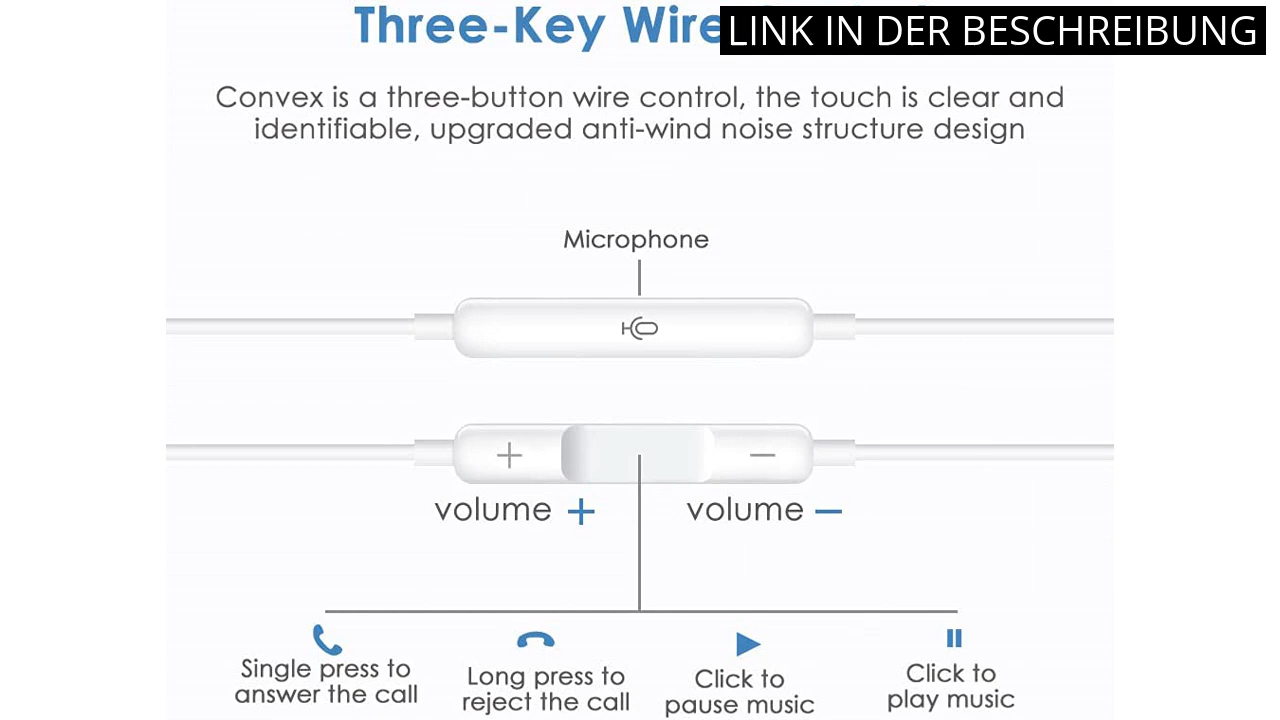 Three-Key Wire
LINK IN DER BESCHREIBUNG
Convex is a three-button wire control, the touch is clear and
identifiable, upgraded anti-wind noise structure design
Microphone
volume +
volume −
Single press to
answer the call
Long press to
reject the call
Click to
pause music
Click to
play music